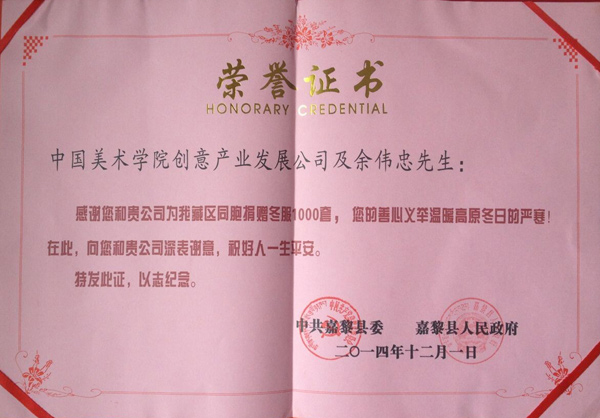 荣誉证书
HONORARY CREDENTIAL
中国美术学院创意产业发展公司及余伟忠先生：
感谢您和贵公司为我藏区同胞捐赠冬服1000套，您的善心义举温暖高原冬日的严寒！
在此，向您和贵公司深表谢意，祝好人一生平安。
特发此证，以志纪念。
中共嘉黎县委 嘉黎县人民政府
二〇一四年十二月一日